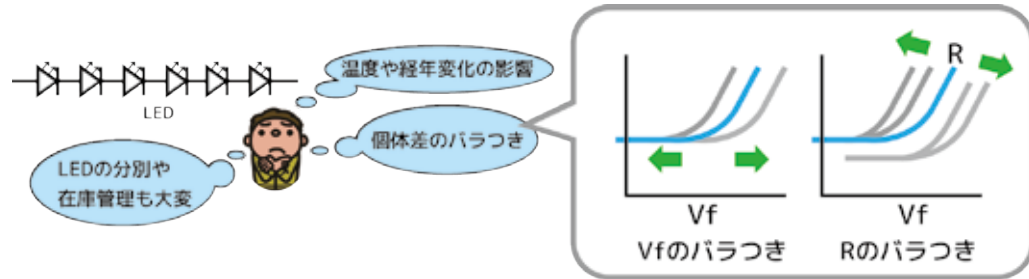 LED
温度や経年変化の影響
個体差のバラつき
LEDの分別や
在庫管理も大変
Vf
Vfのバラつき
R
Vf
Rのバラつき